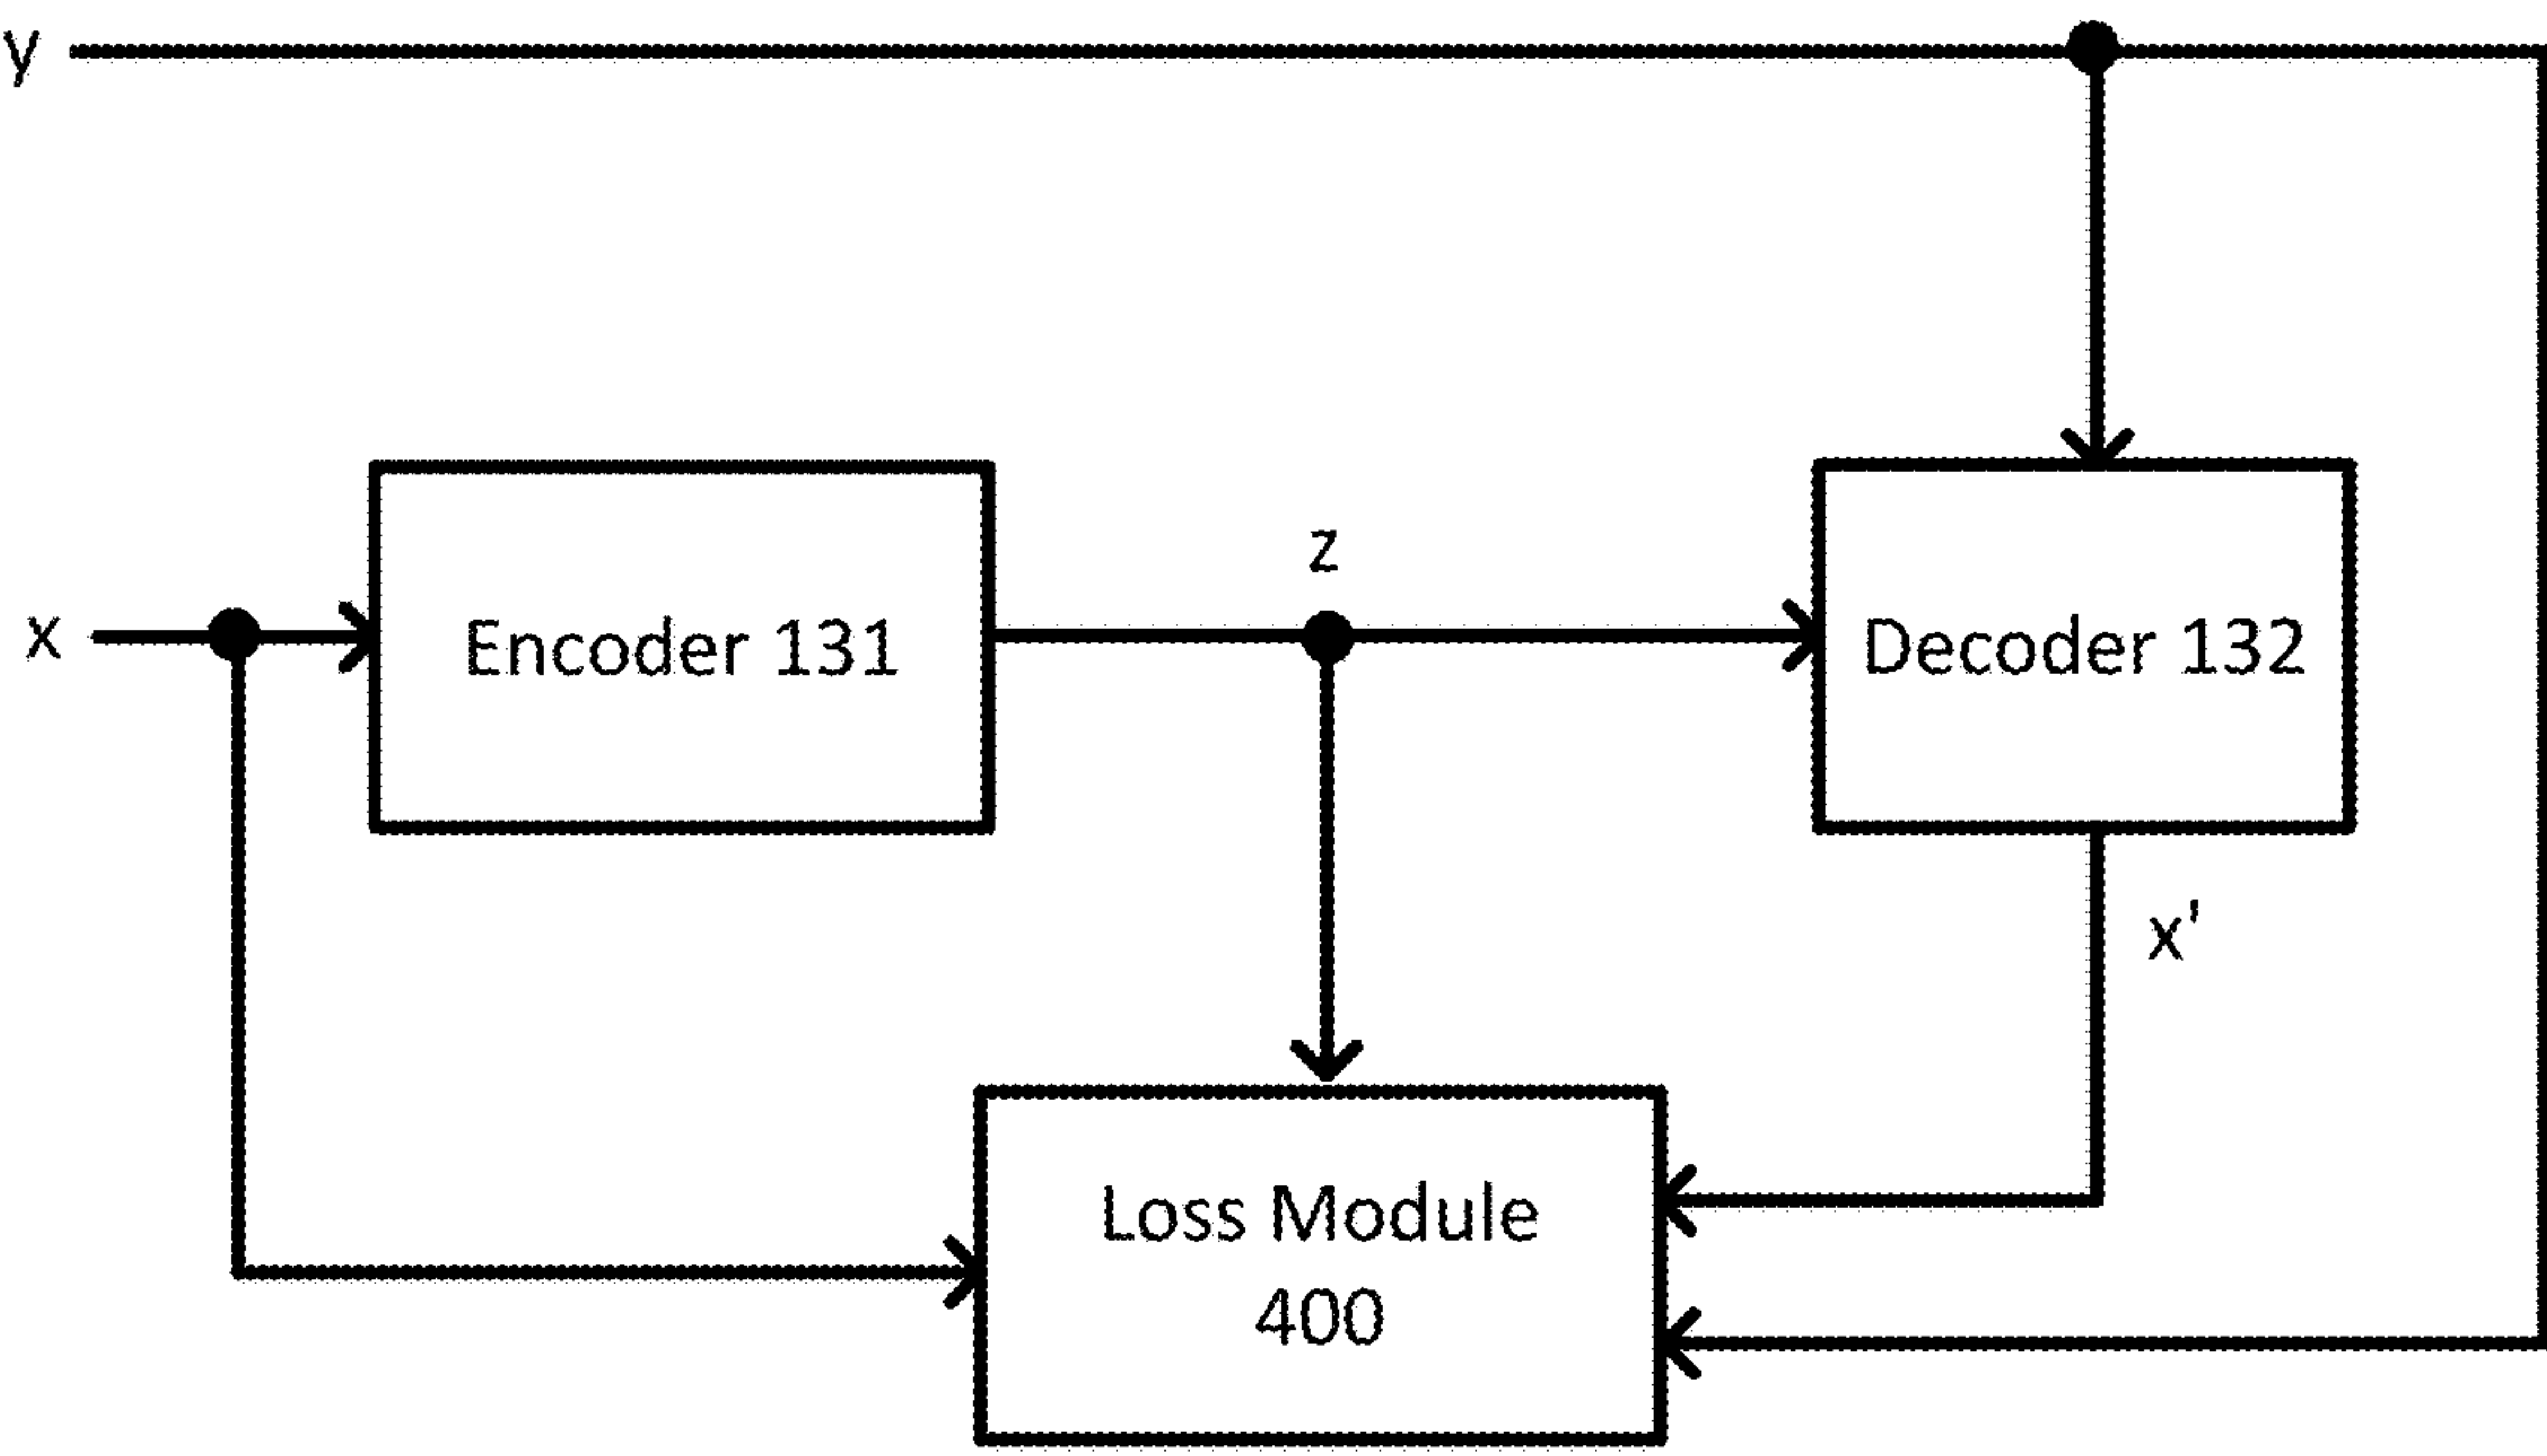 y
z
x
Encoder 131
Decoder 132
x'
Loss Module
400